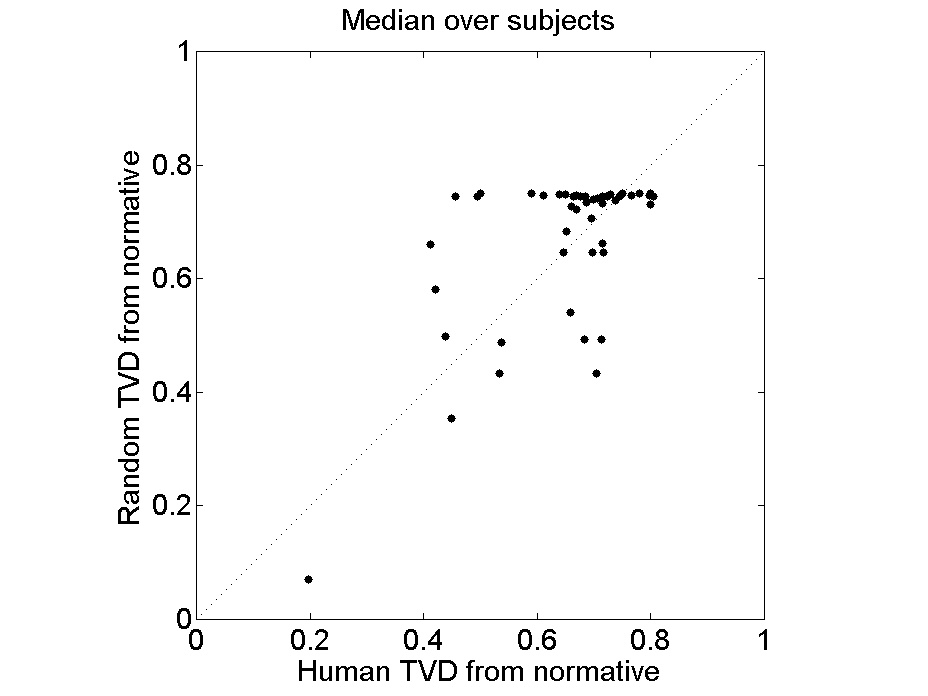 Median over subjects
Random TVD from normative
1
0.8
0.6
0.4
0.2
0
0 0.2 0.4 0.6 0.8 1
Human TVD from normative